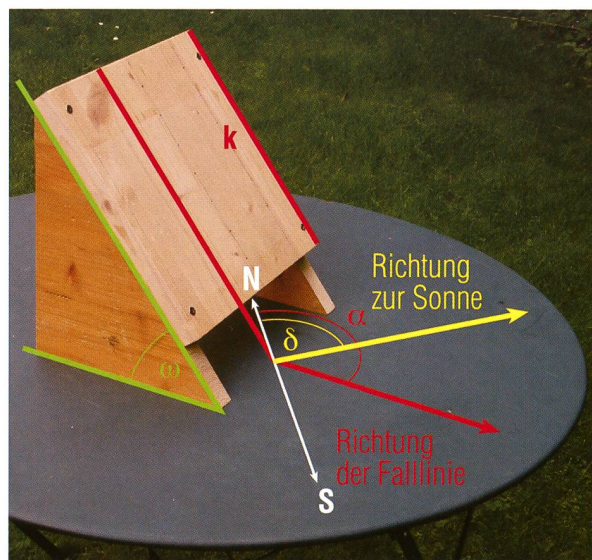 k
N
Richtung
zur Sonne
α
δ
ω
Richtung
der Falllinie
S